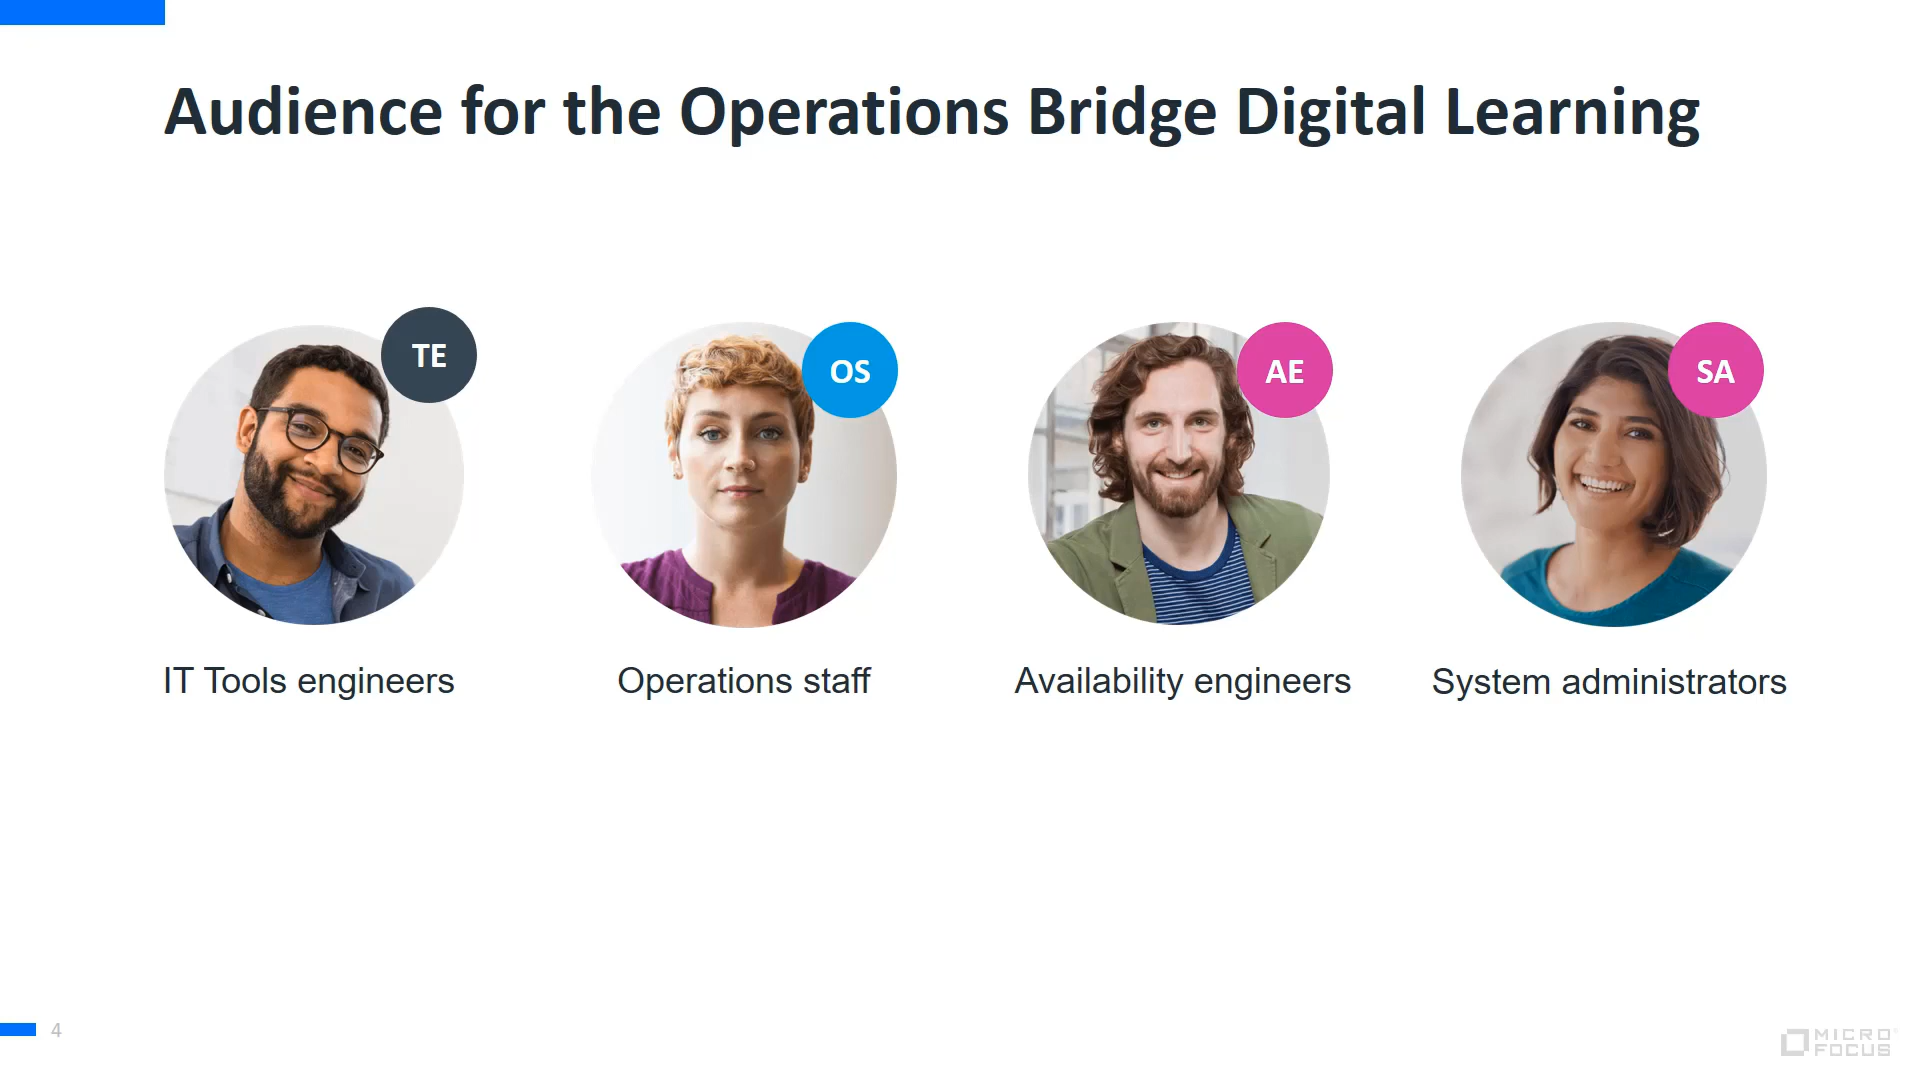 Audience for the Operations Bridge Digital Learning
TE
OS
AE
SA
IT Tools engineers
Operations staff
Availability engineers
System administrators
4
MICRO
FOCUS